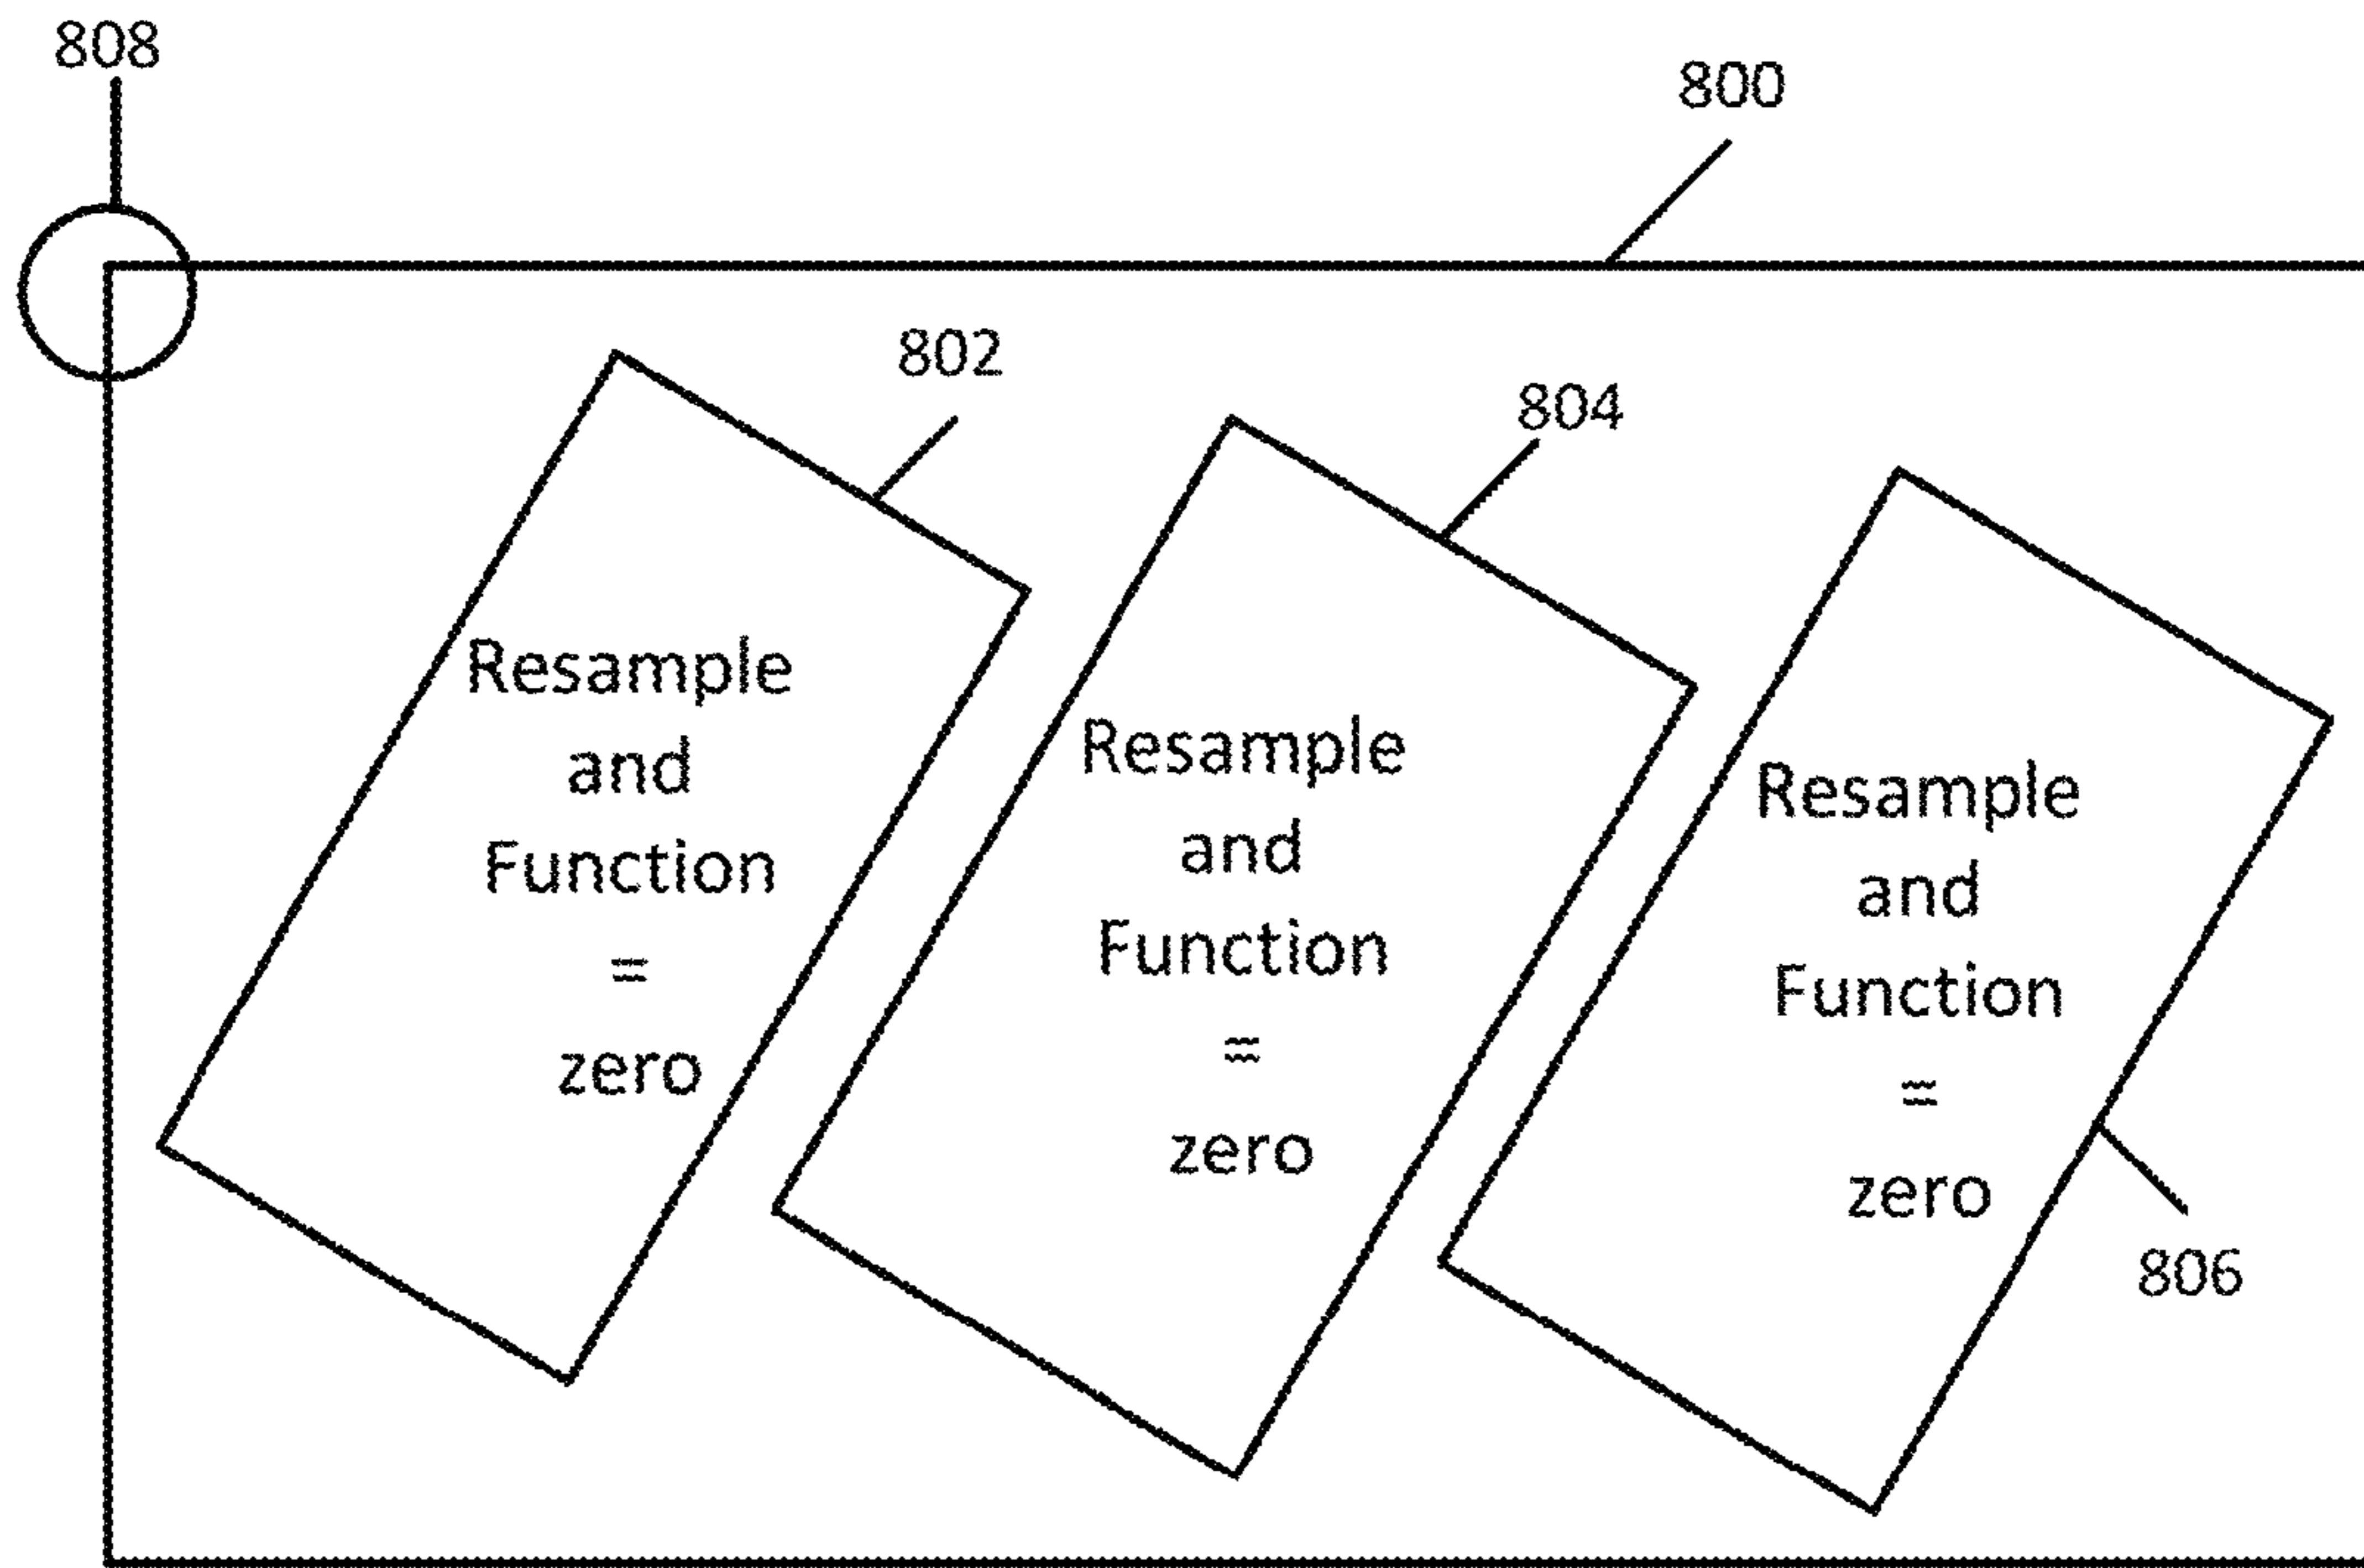 808
800
802
804
Resample
and
Function
=
zero
Resample
and
Function
=
zero
Resample
and
Function
=
zero
806